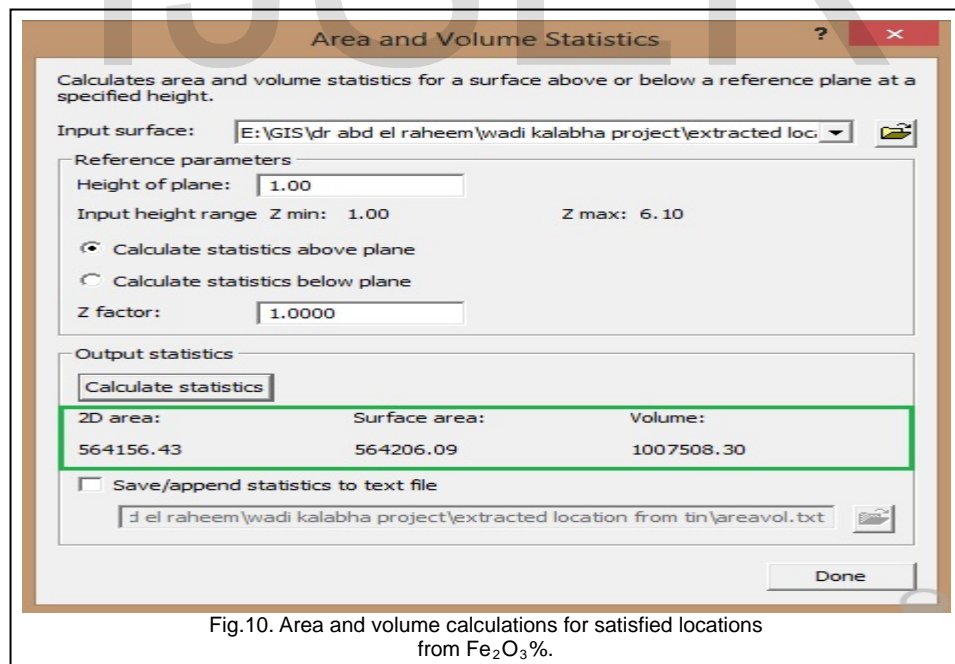 IJSER
Area and Volume Statistics
?
×
Calculates area and volume statistics for a surface above or below a reference plane at a
specified height.
Input surface: E:\GIS\dr abd el raheem\wadi kalabha project\extracted loc
Reference parameters
Height of plane: 1.00
Input height range Z min: 1.00 Z max: 6.10
Calculate statistics above plane
Calculate statistics below plane
Z factor: 1.0000
Output statistics
Calculate statistics
2D area: Surface area: Volume:
564156.43 564206.09 1007508.30
Save/append statistics to text file
d el raheem\wadi kalabha project\extracted location from tin\areavol.txt
Done
Fig.10. Area and volume calculations for satisfied locations
from Fe₂O₃%.